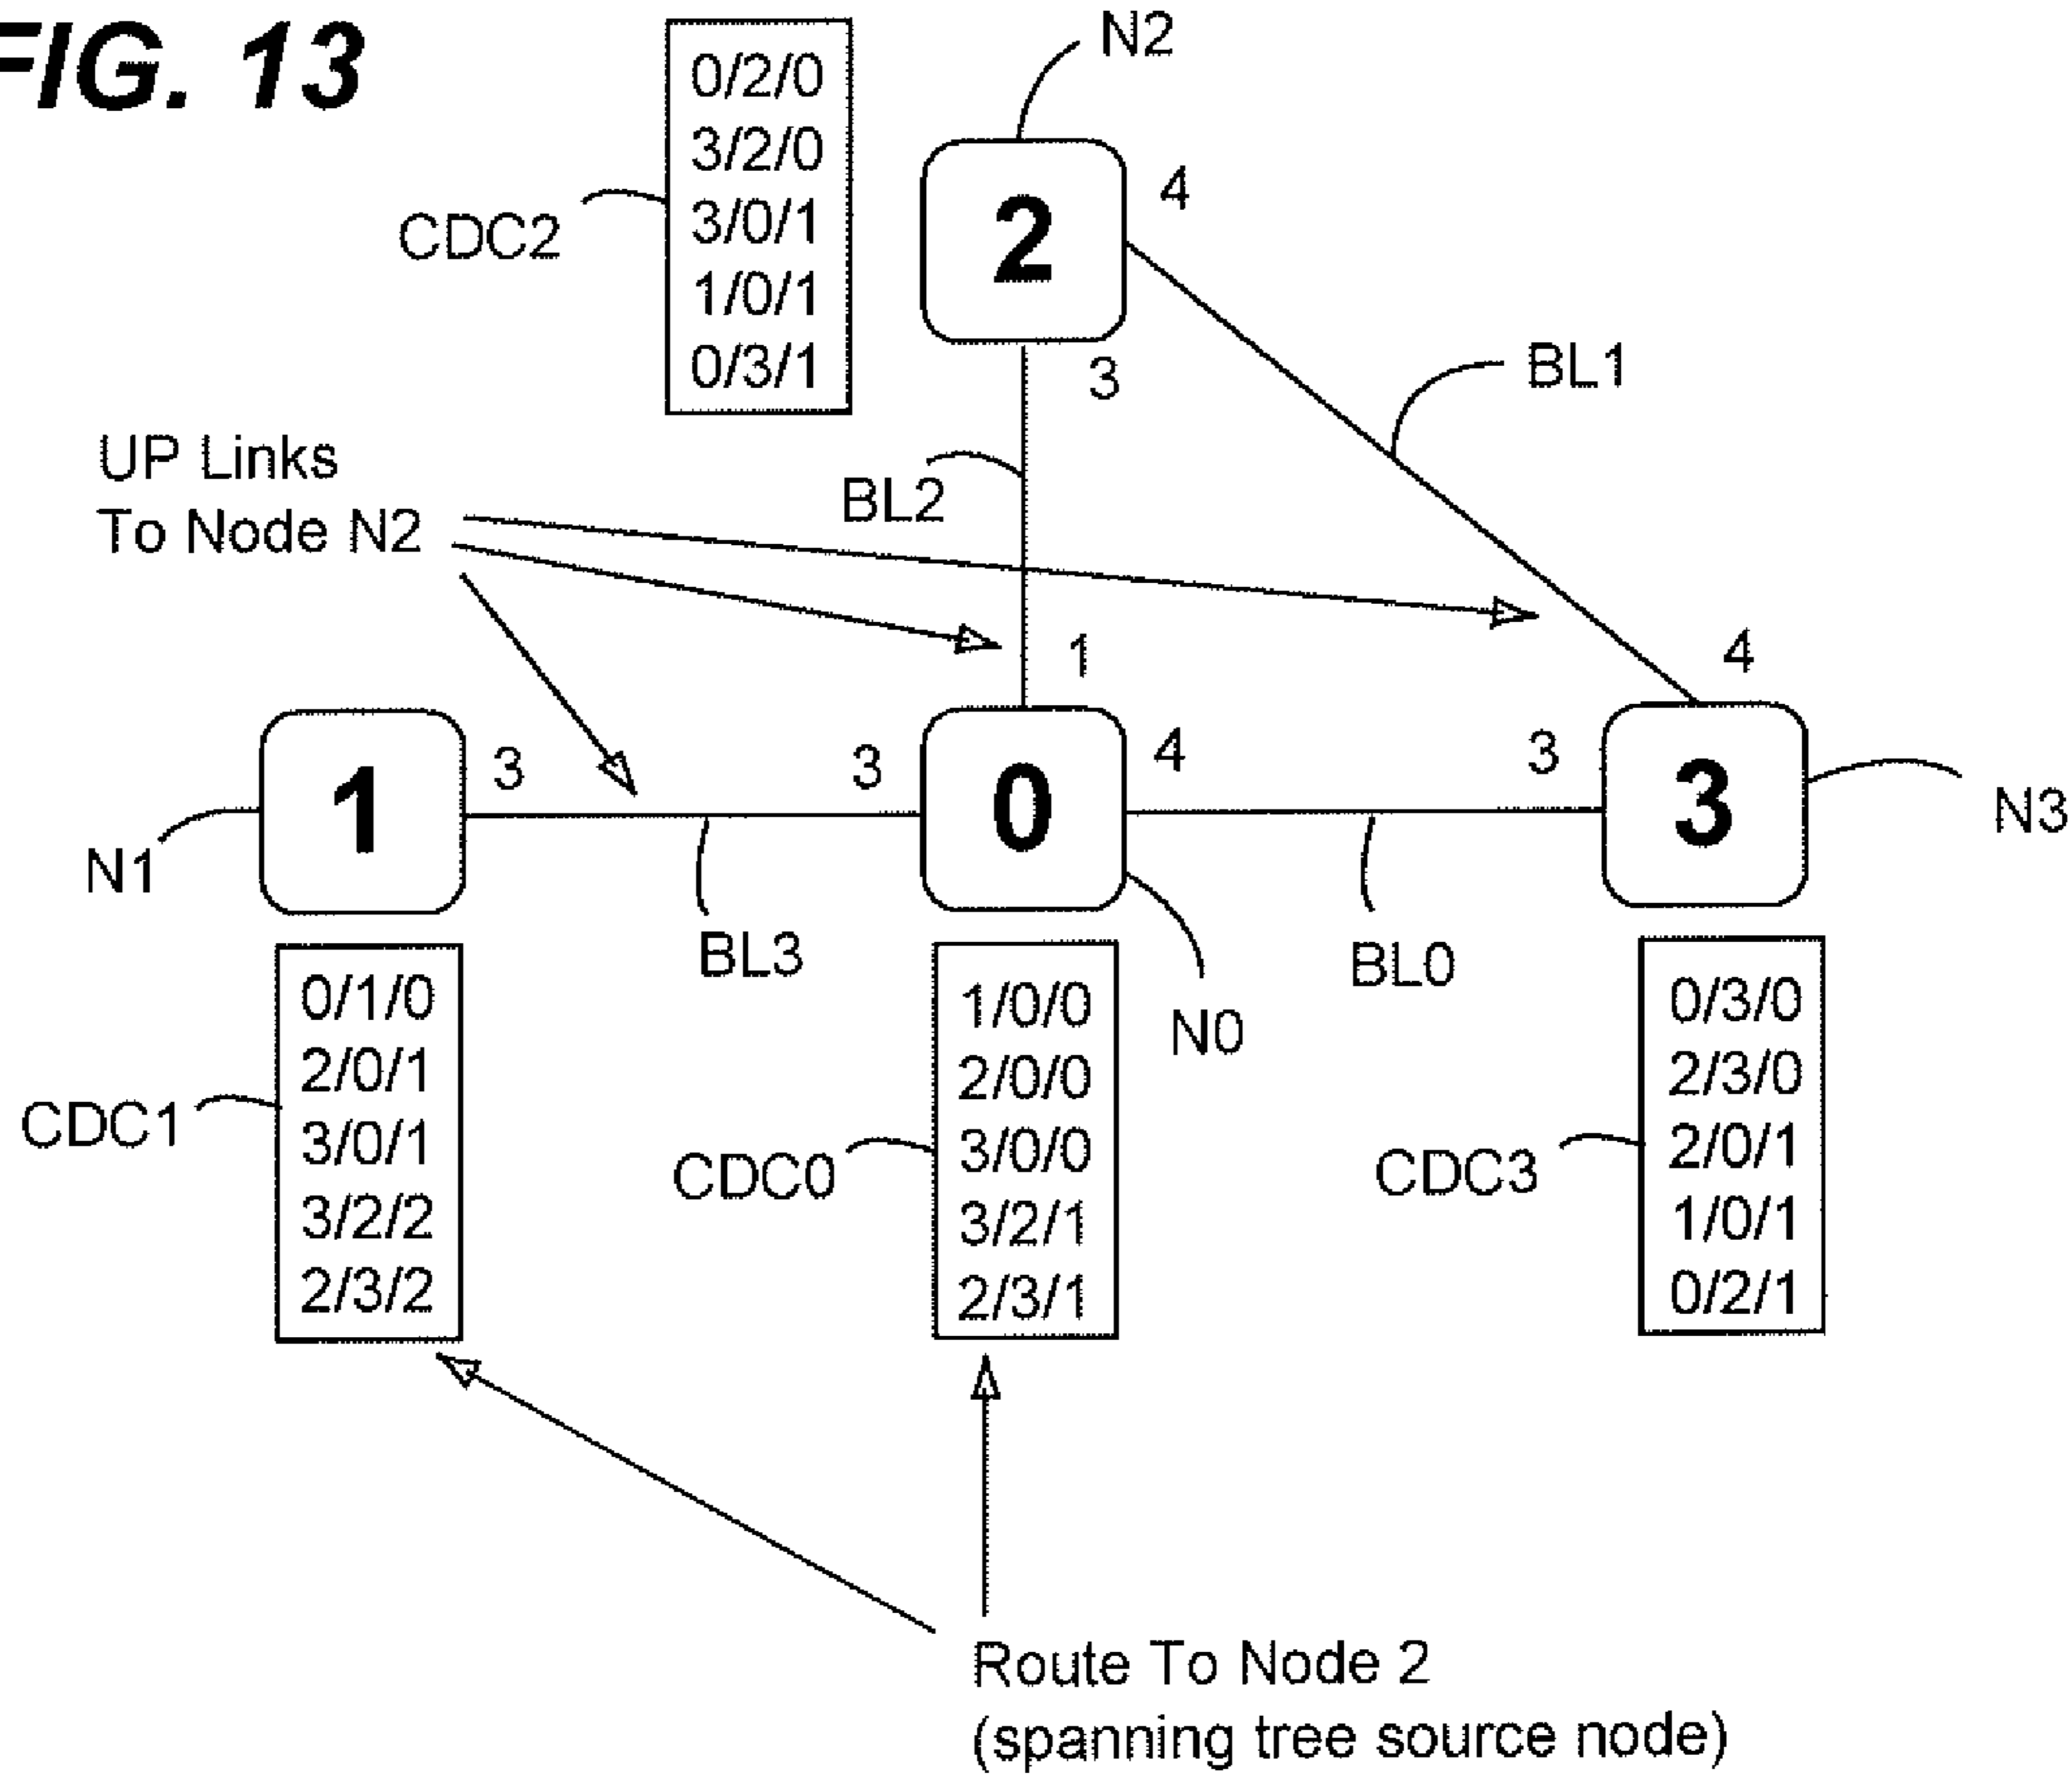 FIG. 13
N2
0/2/0
3/2/0
3/0/1
1/0/1
0/3/1
CDC2
2
4
3
BL1
UP Links
To Node N2
BL2
1
4
1
3
3
0
4
3
3
N1
N3
BL3
N0
BL0
0/1/0
2/0/1
3/0/1
3/2/2
2/3/2
CDC1
1/0/0
2/0/0
3/0/0
3/2/1
2/3/1
CDC0
0/3/0
2/3/0
2/0/1
1/0/1
0/2/1
CDC3
Route To Node 2
(spanning tree source node)